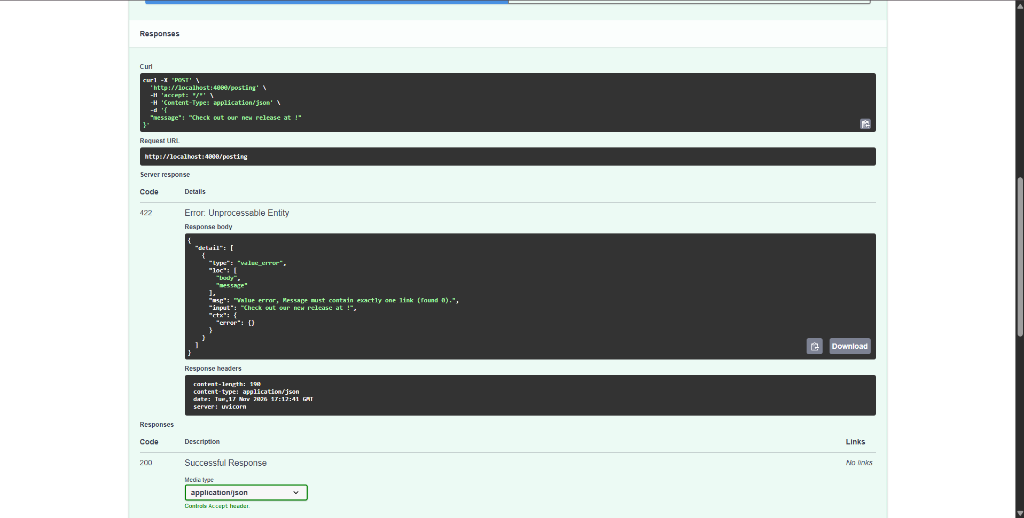 Responses
Curl
curl -X 'POST' \
'http://localhost:4000/posting' \
-H 'accept: */*' \
-H 'Content-Type: application/json' \
-d '{
"message": "Check out our new release at !"
}'
Request URL
http://localhost:4000/posting
Server response
Code Details
422 Error: Unprocessable Entity
Response body
{
"detail": [
{
"type": "value_error",
"loc": [
"body",
"message"
],
"msg": "Value error, Message must contain exactly one link (found 0).",
"input": "Check out our new release at !",
"ctx": {
"error": {}
}
}
]
}
Download
Response headers
content-length: 190
content-type: application/json
date: Tue,17 Nov 2026 17:12:41 GMT
server: uvicorn
Responses
Code Description Links
200 Successful Response No links
Media type
application/json
Controls Accept header.